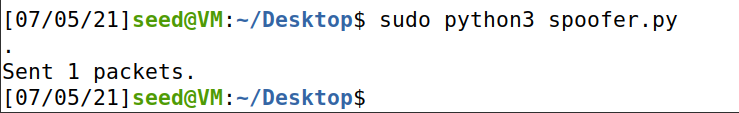 [07/05/21]seed@VM:~/Desktop$ sudo python3 spoofer.py
.
Sent 1 packets.
[07/05/21]seed@VM:~/Desktop$